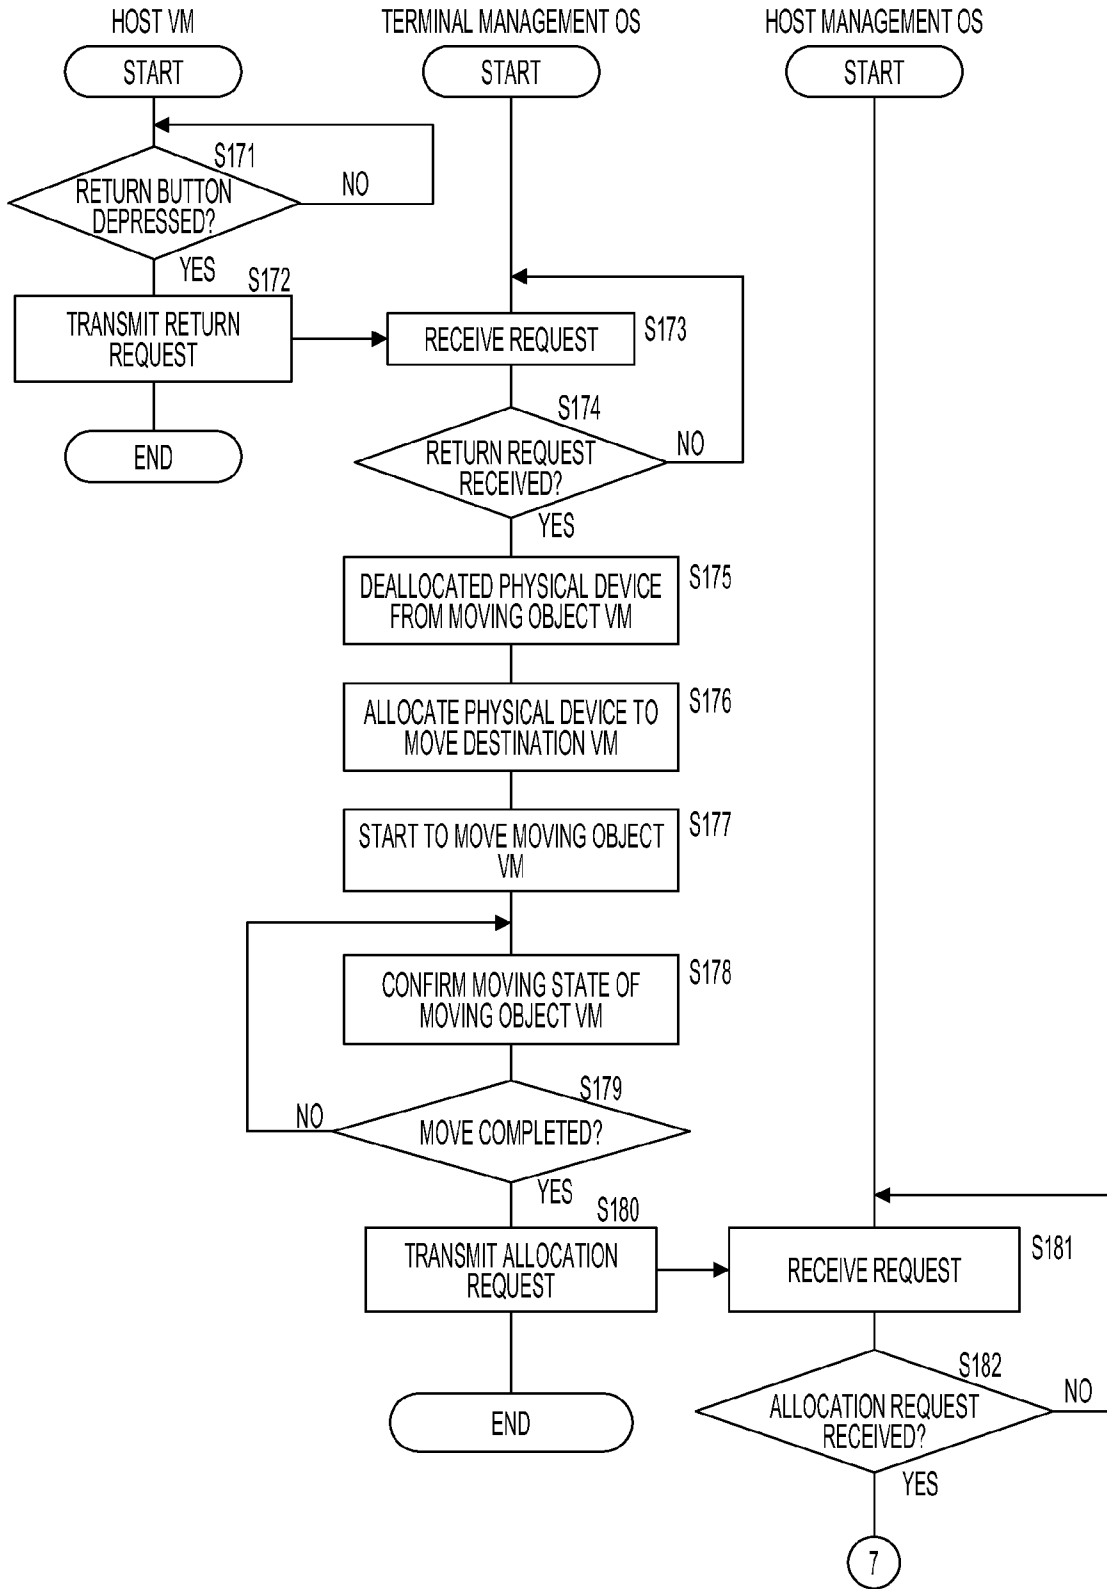 HOST VM
TERMINAL MANAGEMENT OS
HOST MANAGEMENT OS
START
START
START
S171
RETURN BUTTON
DEPRESSED?
NO
YES
S172
TRANSMIT RETURN
REQUEST
RECEIVE REQUEST
S173
END
S174
RETURN REQUEST
RECEIVED?
NO
YES
DEALLOCATED PHYSICAL DEVICE
FROM MOVING OBJECT VM
S175
ALLOCATE PHYSICAL DEVICE TO
MOVE DESTINATION VM
S176
START TO MOVE MOVING OBJECT
VM
S177
CONFIRM MOVING STATE OF
MOVING OBJECT VM
S178
S179
NO
MOVE COMPLETED?
YES
S180
TRANSMIT ALLOCATION
REQUEST
RECEIVE REQUEST
S181
END
S182
ALLOCATION REQUEST
RECEIVED?
NO
YES
7